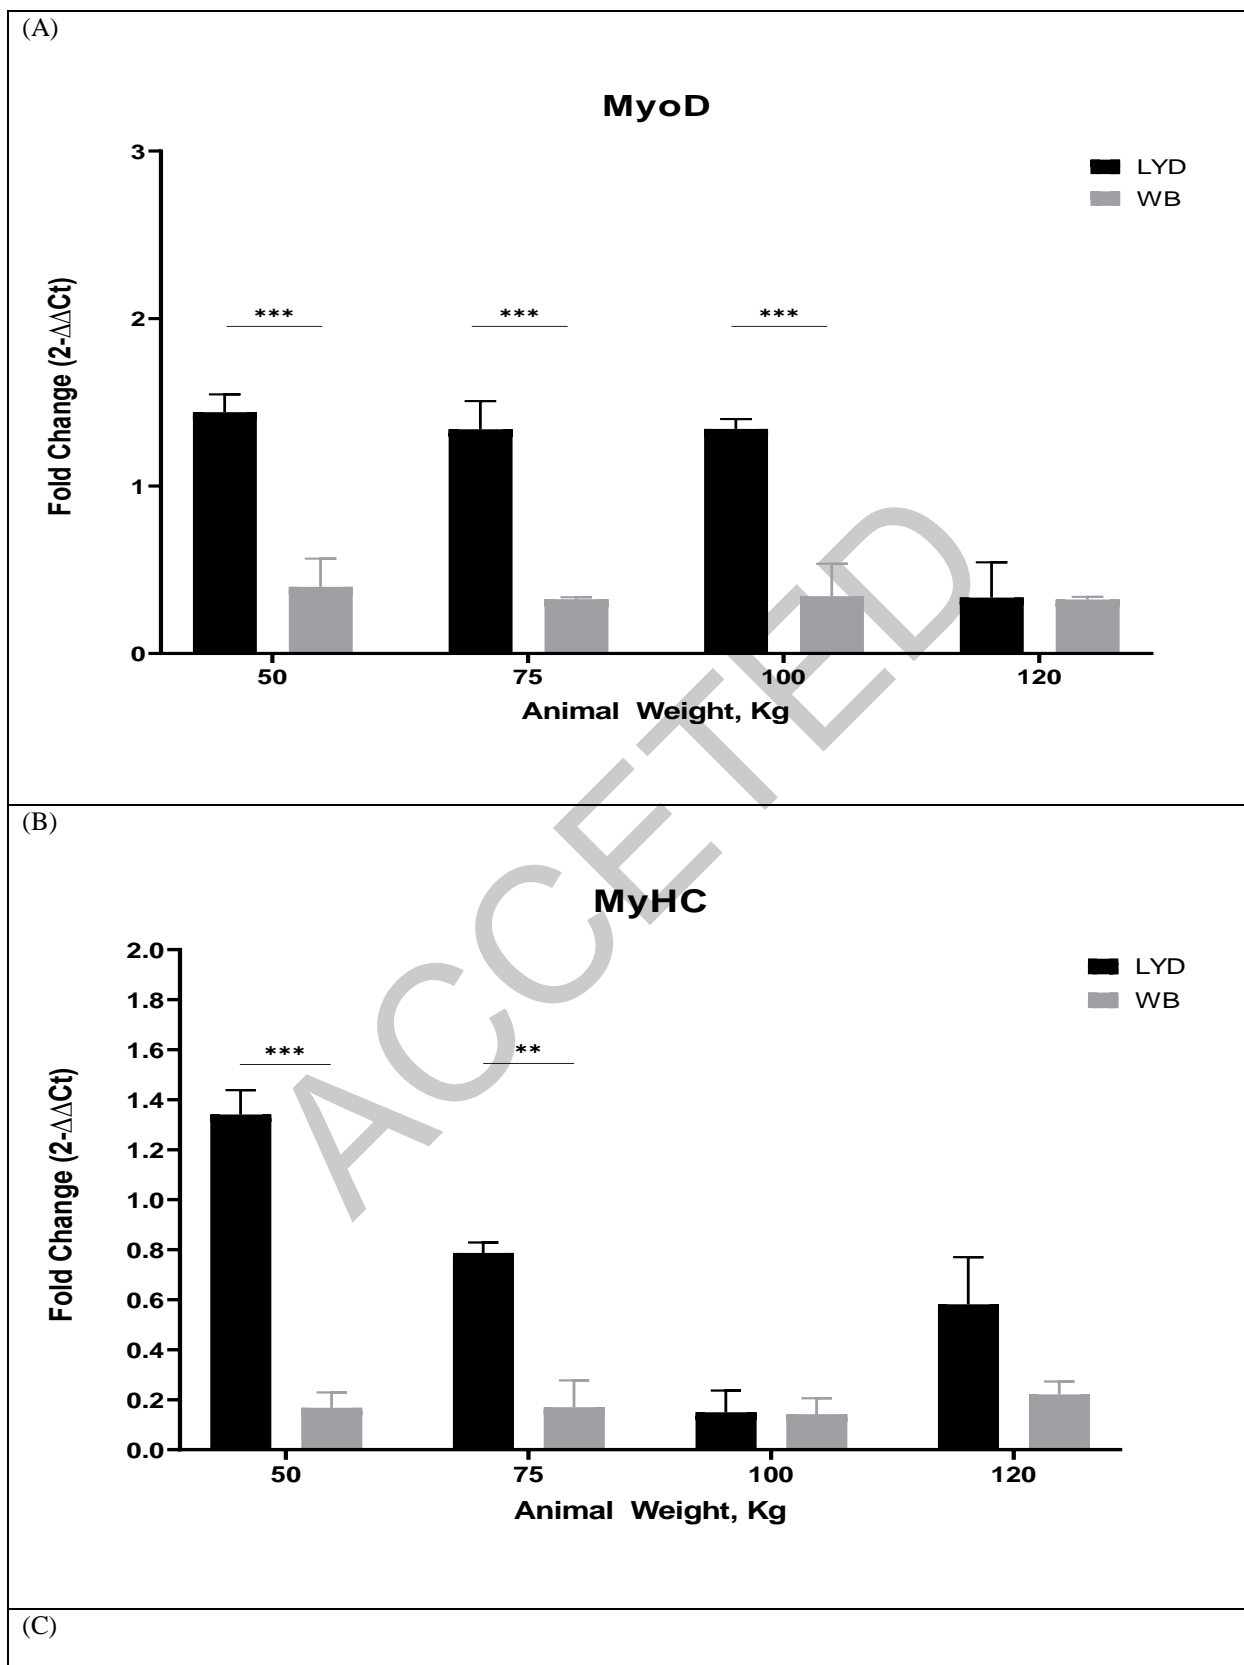 (A)
MyoD
3
2
1
0
Fold Change (2-ΔΔCt)
LYD
WB
***
***
***
50
75
100
120
Animal Weight, Kg
(B)
MyHC
2.0
1.8
1.6
1.4
1.2
1.0
0.8
0.6
0.4
0.2
0.0
Fold Change (2-ΔΔCt)
LYD
WB
***
**
50
75
100
120
Animal Weight, Kg
(C)
ACCETED